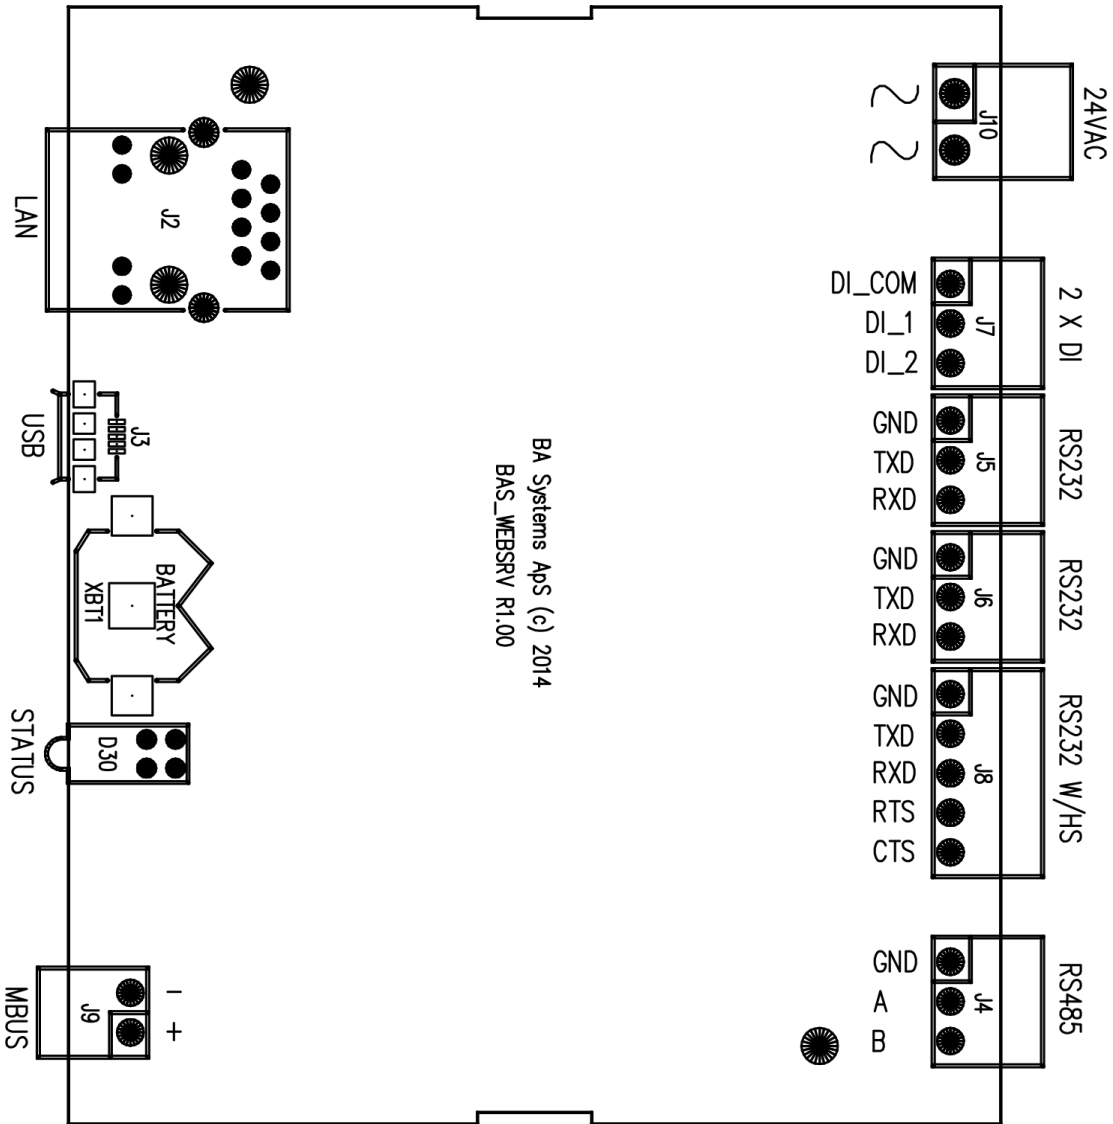 24VAC
J10
LAN
J2
2 X DI
DI_COM
DI_1
DI_2
J7
USB
J3
RS232
GND
TXD
RXD
J5
BA Systems ApS (c) 2014
BAS_WEBSRV R1.00
BATTERY
XBT1
RS232
GND
TXD
RXD
J6
STATUS
D30
RS232 W/HS
GND
TXD
RXD
RTS
CTS
J8
MBUS
J9
-
+
RS485
GND
A
B
J4